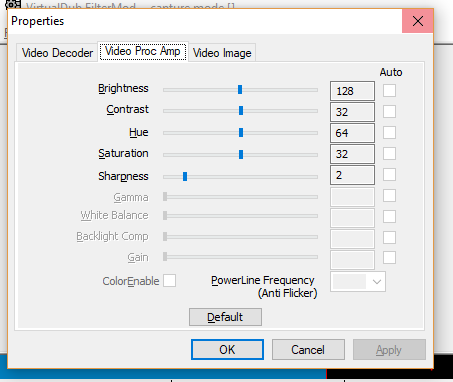 VirtualDub FilterMod - capture mode []
Properties
Video Decoder Video Proc Amp Video Image
Auto
Brightness 128
Contrast 32
Hue 64
Saturation 32
Sharpness 2
Gamma
White Balance
Backlight Comp
Gain
ColorEnable PowerLine Frequency
(Anti Flicker)
Default
OK Cancel Apply